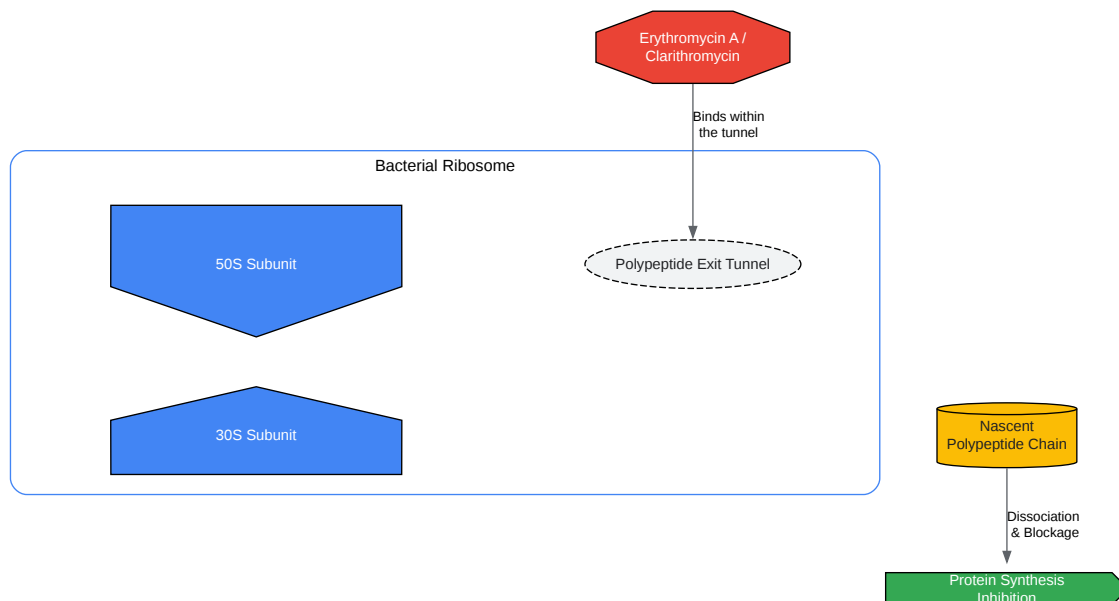 Erythromycin A /
Clarithromycin
Binds within
the tunnel
Bacterial Ribosome
50S Subunit
Polypeptide Exit Tunnel
30S Subunit
Nascent
Polypeptide Chain
Dissociation
& Blockage
Protein Synthesis
Inhibition